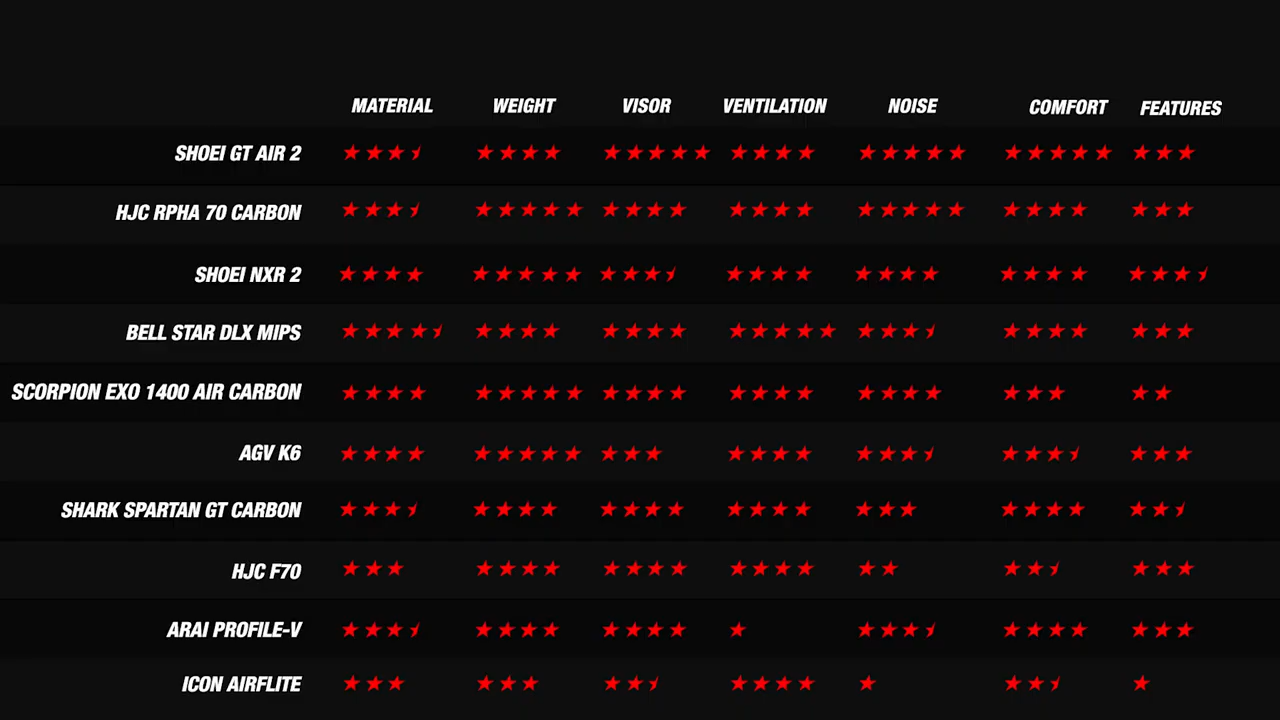 MATERIAL WEIGHT VISOR VENTILATION NOISE COMFORT FEATURES
SHOEI GT AIR 2
HJC RPHA 70 CARBON
SHOEI NXR 2
BELL STAR DLX MIPS
SCORPION EXO 1400 AIR CARBON
AGV K6
SHARK SPARTAN GT CARBON
HJC F70
ARAI PROFILE-V
ICON AIRFLITE